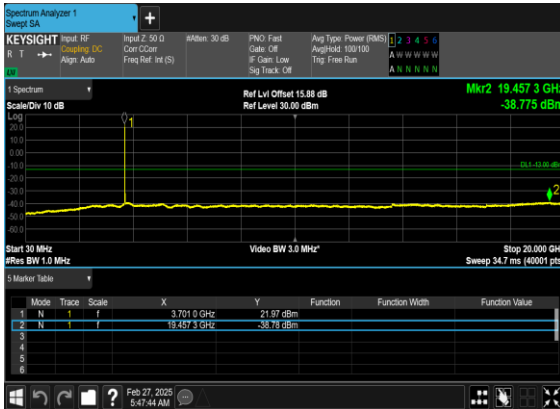 Spectrum Analyzer 1
Swept SA
+
KEYSIGHT
R T
LXI
Input: RF
Coupling: DC
Align: Auto
Input Z: 50 Ω
Corr CCorr
Freq Ref: Int (S)
#Atten: 30 dB
PNO: Fast
Gate: Off
IF Gain: Low
Sig Track: Off
Avg Type: Power (RMS)
Avg|Hold: 100/100
Trig: Free Run
1 2 3 4 5 6
A W W W W W
A N N N N N
1 Spectrum
Scale/Div 10 dB
Ref Lvl Offset 15.88 dB
Ref Level 30.00 dBm
Mkr2 19.457 3 GHz
-38.775 dBm
Log
20.0
10.0
0.00
-10.0
-20.0
-30.0
-40.0
-50.0
-60.0
1
DL1 -13.00 dBm
2
Start 30 MHz
#Res BW 1.0 MHz
Video BW 3.0 MHz*
Stop 20.000 GHz
Sweep 34.7 ms (40001 pts)
5 Marker Table
Mode Trace Scale X Y Function Function Width Function Value
1 N 1 f 3.701 0 GHz 21.97 dBm
2 N 1 f 19.457 3 GHz -38.78 dBm
3
4
5
6
?
Feb 27, 2025
5:47:44 AM